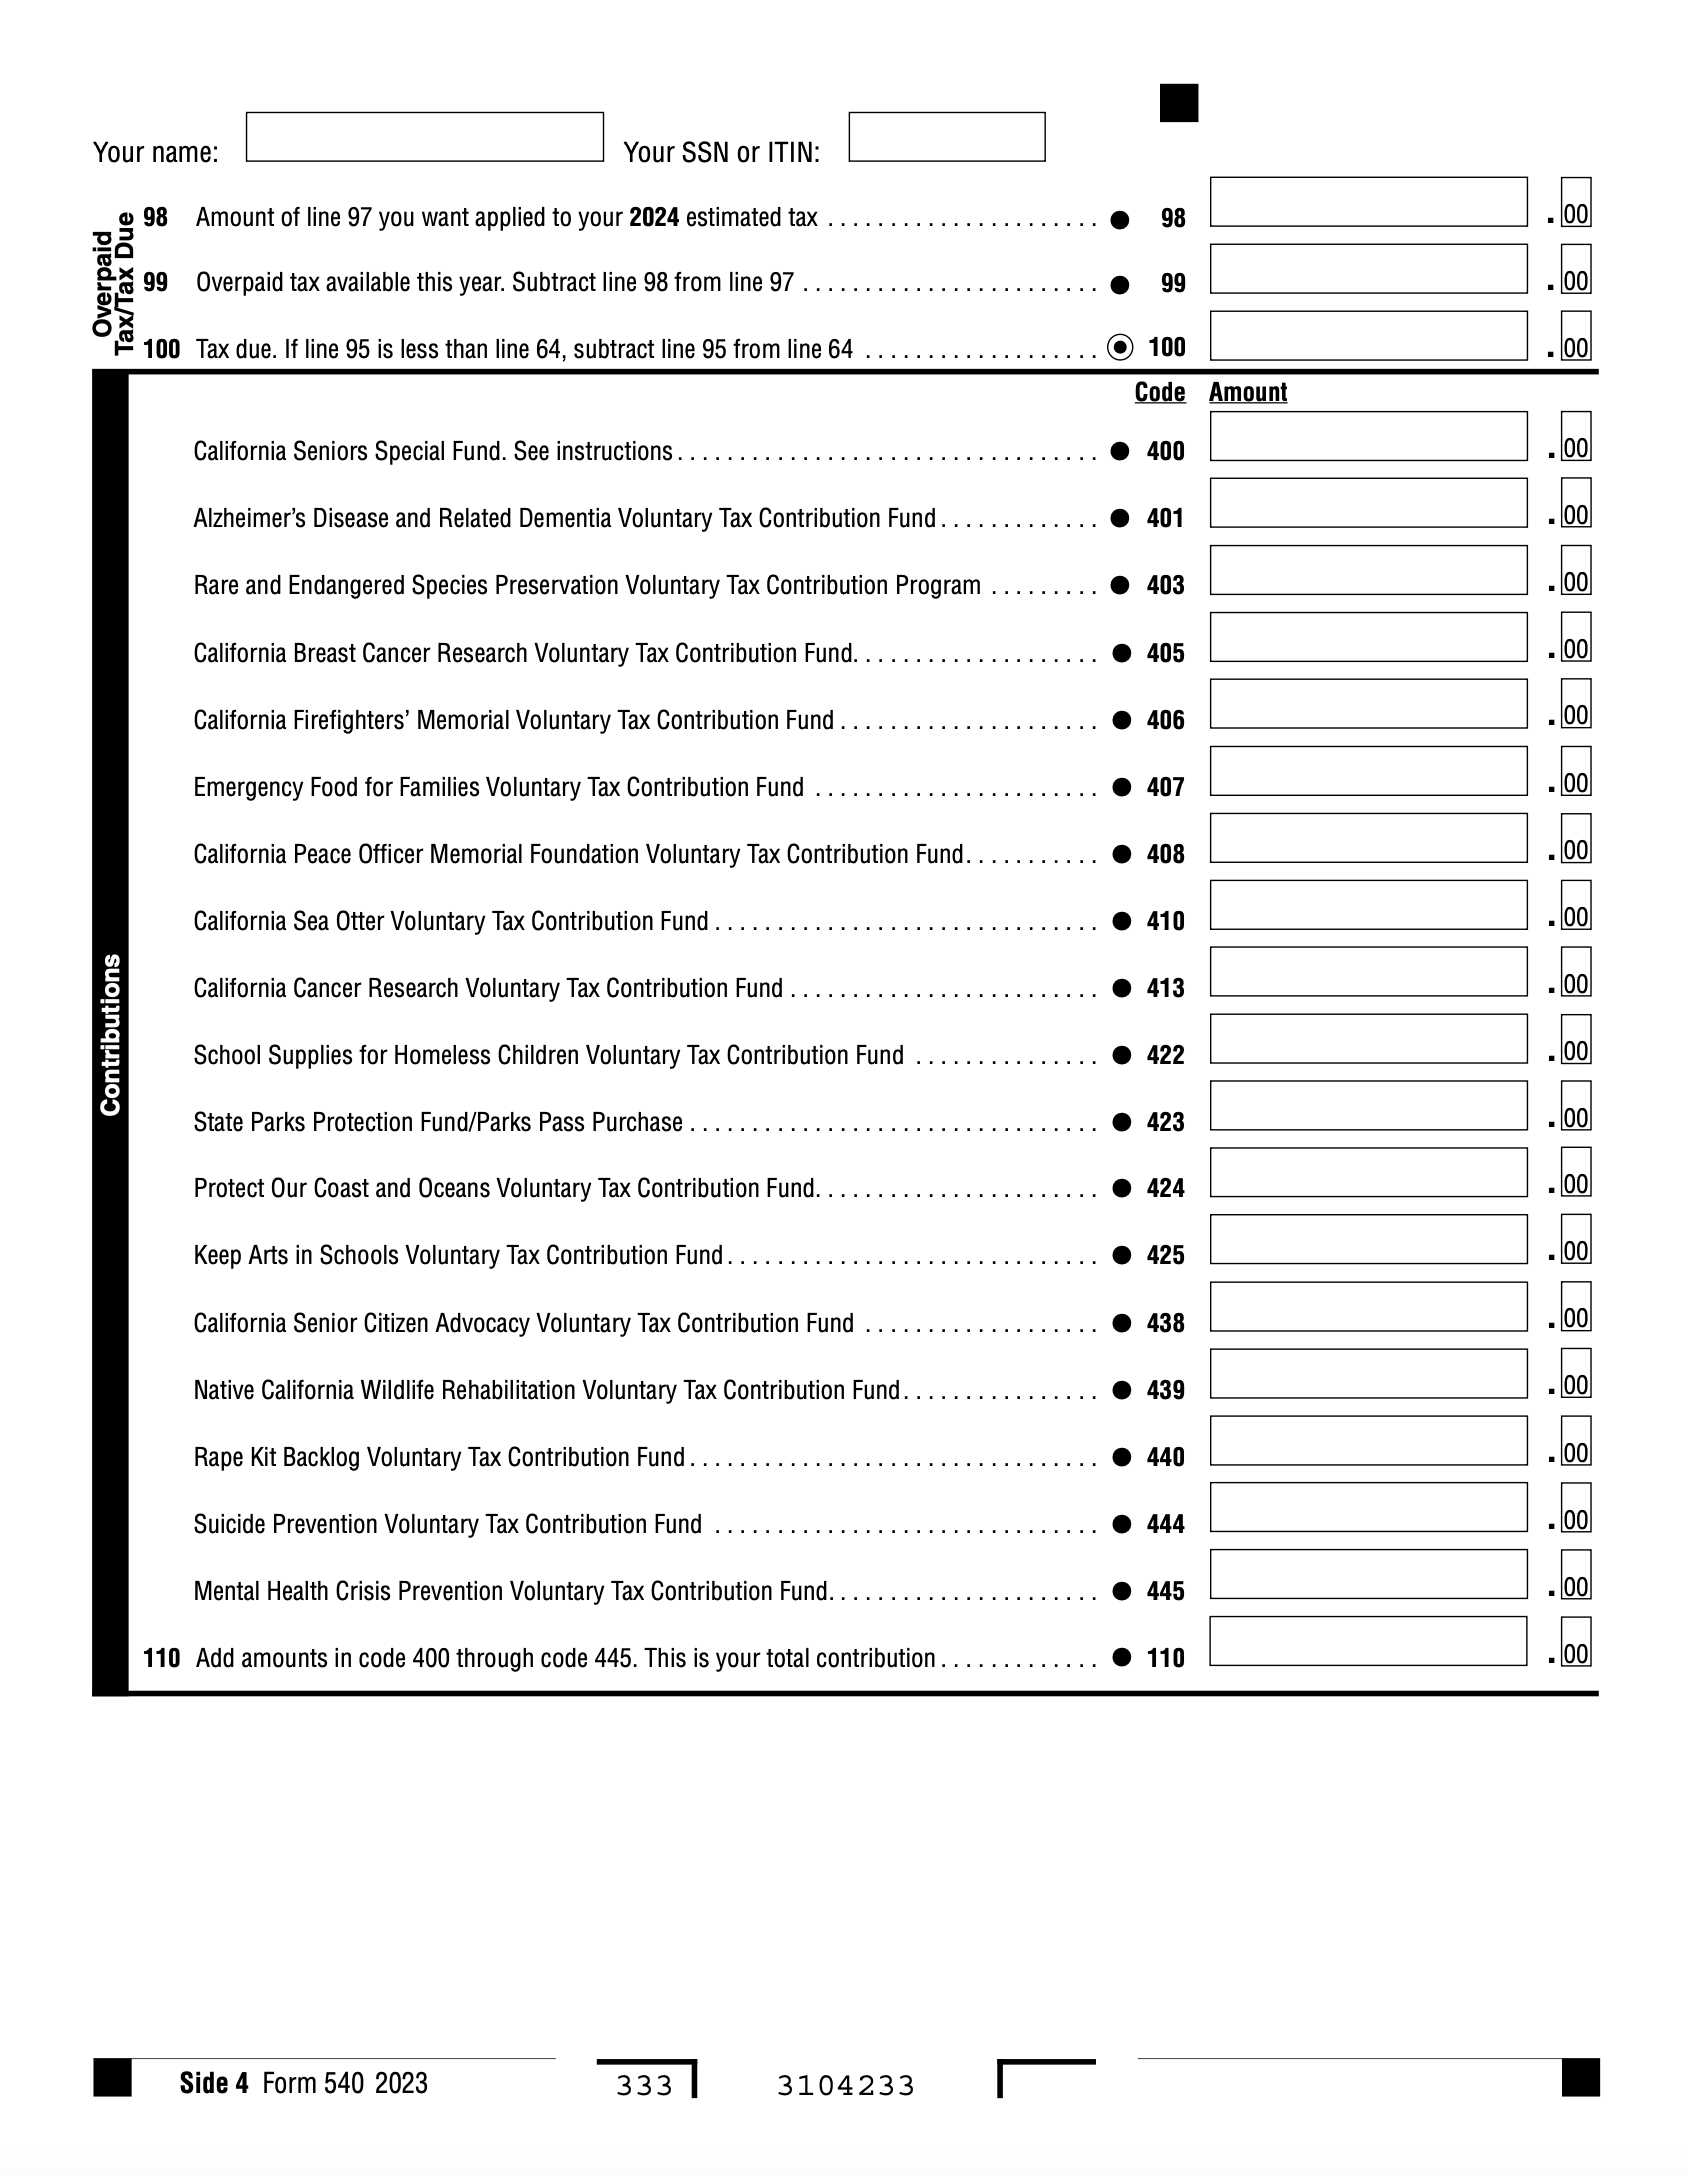 Your name: Your SSN or ITIN:
Overpaid
Tax/Tax Due
98 Amount of line 97 you want applied to your 2024 estimated tax . . . . . . . . . . . . . . . . . . . . . . ● 98 . 00
99 Overpaid tax available this year. Subtract line 98 from line 97 . . . . . . . . . . . . . . . . . . . . . . . . ● 99 . 00
100 Tax due. If line 95 is less than line 64, subtract line 95 from line 64 . . . . . . . . . . . . . . . . . . . 100 . 00
Code Amount
Contributions
California Seniors Special Fund. See instructions . . . . . . . . . . . . . . . . . . . . . . . . . . . . . . . . . . ● 400 . 00
Alzheimer’s Disease and Related Dementia Voluntary Tax Contribution Fund . . . . . . . . . . . . . ● 401 . 00
Rare and Endangered Species Preservation Voluntary Tax Contribution Program . . . . . . . . . ● 403 . 00
California Breast Cancer Research Voluntary Tax Contribution Fund. . . . . . . . . . . . . . . . . . . . ● 405 . 00
California Firefighters’ Memorial Voluntary Tax Contribution Fund . . . . . . . . . . . . . . . . . . . . . ● 406 . 00
Emergency Food for Families Voluntary Tax Contribution Fund . . . . . . . . . . . . . . . . . . . . . . . ● 407 . 00
California Peace Officer Memorial Foundation Voluntary Tax Contribution Fund. . . . . . . . . . . ● 408 . 00
California Sea Otter Voluntary Tax Contribution Fund . . . . . . . . . . . . . . . . . . . . . . . . . . . . . . . ● 410 . 00
California Cancer Research Voluntary Tax Contribution Fund . . . . . . . . . . . . . . . . . . . . . . . . . ● 413 . 00
School Supplies for Homeless Children Voluntary Tax Contribution Fund . . . . . . . . . . . . . . . ● 422 . 00
State Parks Protection Fund/Parks Pass Purchase . . . . . . . . . . . . . . . . . . . . . . . . . . . . . . . . . ● 423 . 00
Protect Our Coast and Oceans Voluntary Tax Contribution Fund. . . . . . . . . . . . . . . . . . . . . . . ● 424 . 00
Keep Arts in Schools Voluntary Tax Contribution Fund . . . . . . . . . . . . . . . . . . . . . . . . . . . . . . ● 425 . 00
California Senior Citizen Advocacy Voluntary Tax Contribution Fund . . . . . . . . . . . . . . . . . . . ● 438 . 00
Native California Wildlife Rehabilitation Voluntary Tax Contribution Fund . . . . . . . . . . . . . . . . ● 439 . 00
Rape Kit Backlog Voluntary Tax Contribution Fund . . . . . . . . . . . . . . . . . . . . . . . . . . . . . . . . . ● 440 . 00
Suicide Prevention Voluntary Tax Contribution Fund . . . . . . . . . . . . . . . . . . . . . . . . . . . . . . . ● 444 . 00
Mental Health Crisis Prevention Voluntary Tax Contribution Fund. . . . . . . . . . . . . . . . . . . . . . ● 445 . 00
110 Add amounts in code 400 through code 445. This is your total contribution . . . . . . . . . . . . . ● 110 . 00
Side 4 Form 540 2023 333 3104233